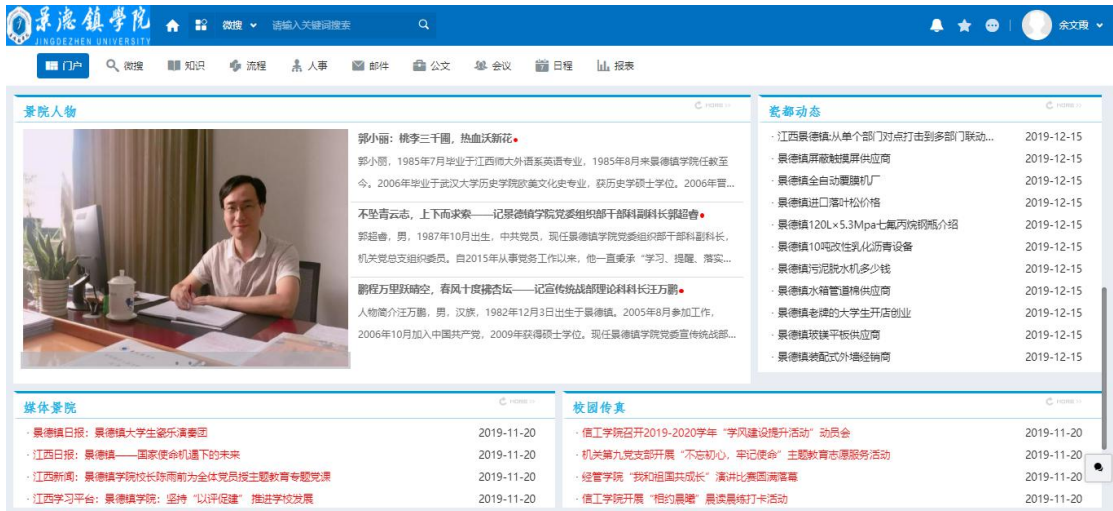 景德鎮學院
JINGDEZHEN UNIVERSITY
微搜 请输入关键词搜索 余文霞
门户 微搜 知识 流程 人事 邮件 公文 会议 日程 报表
景院人物
郭小丽：桃李三千圃，热血沃新花
郭小丽，1985年7月毕业于江西师大外语系英语专业，1985年8月来景德镇学院任教至
今。2006年毕业于武汉大学历史学院欧美文化史专业，获历史学硕士学位。2006年晋...
不坠青云志，上下而求索——记景德镇学院党委组织部干部科副科长郭超睿
郭超睿，男，1987年10月出生，中共党员，现任景德镇学院党委组织部干部科副科长，
机关党总支组织委员。自2015年从事党务工作以来，他一直秉承“学习、提醒、落实...
鹏程万里跃晴空，春风十度拂杏坛——记宣传统战部理论科科长汪万鹏
人物简介汪万鹏，男，汉族，1982年12月3日出生于景德镇。2005年8月参加工作，
2006年10月加入中国共产党，2009年获得硕士学位。现任景德镇学院党委宣传统战部...
瓷都动态
江西景德镇:从单个部门对点打击到多部门联动... 2019-12-15
景德镇屏蔽触摸屏供应商 2019-12-15
景德镇全自动覆膜机厂 2019-12-15
景德镇进口落叶松价格 2019-12-15
景德镇120L×5.3Mpa七氟丙烷钢瓶介绍 2019-12-15
景德镇10吨改性乳化沥青设备 2019-12-15
景德镇污泥脱水机多少钱 2019-12-15
景德镇水箱管道棉供应商 2019-12-15
景德镇老牌的大学生开店创业 2019-12-15
景德镇玻镁平板供应商 2019-12-15
景德镇装配式外墙经销商 2019-12-15
媒体景院
景德镇日报：景德镇大学生瓷乐演奏团 2019-11-20
江西日报：景德镇——国家使命机遇下的未来 2019-11-20
江西新闻：景德镇学院校长陈雨前为全体党员授主题教育专题党课 2019-11-20
江西学习平台：景德镇学院：坚持“以评促建” 推进学校发展 2019-11-20
校园传真
信工学院召开2019-2020学年“学风建设提升活动”动员会 2019-11-20
机关第九党支部开展“不忘初心，牢记使命”主题教育志愿服务活动 2019-11-20
经管学院“我和祖国共成长”演讲比赛圆满落幕 2019-11-20
信工学院开展“相约晨曙”晨读晨练打卡活动 2019-11-20